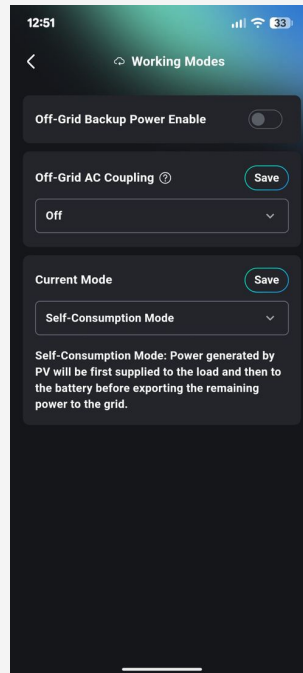 12:51
33
Working Modes
Off-Grid Backup Power Enable
Off-Grid AC Coupling ?
Save
Off
Current Mode
Save
Self-Consumption Mode
Self-Consumption Mode: Power generated by
PV will be first supplied to the load and then to
the battery before exporting the remaining
power to the grid.